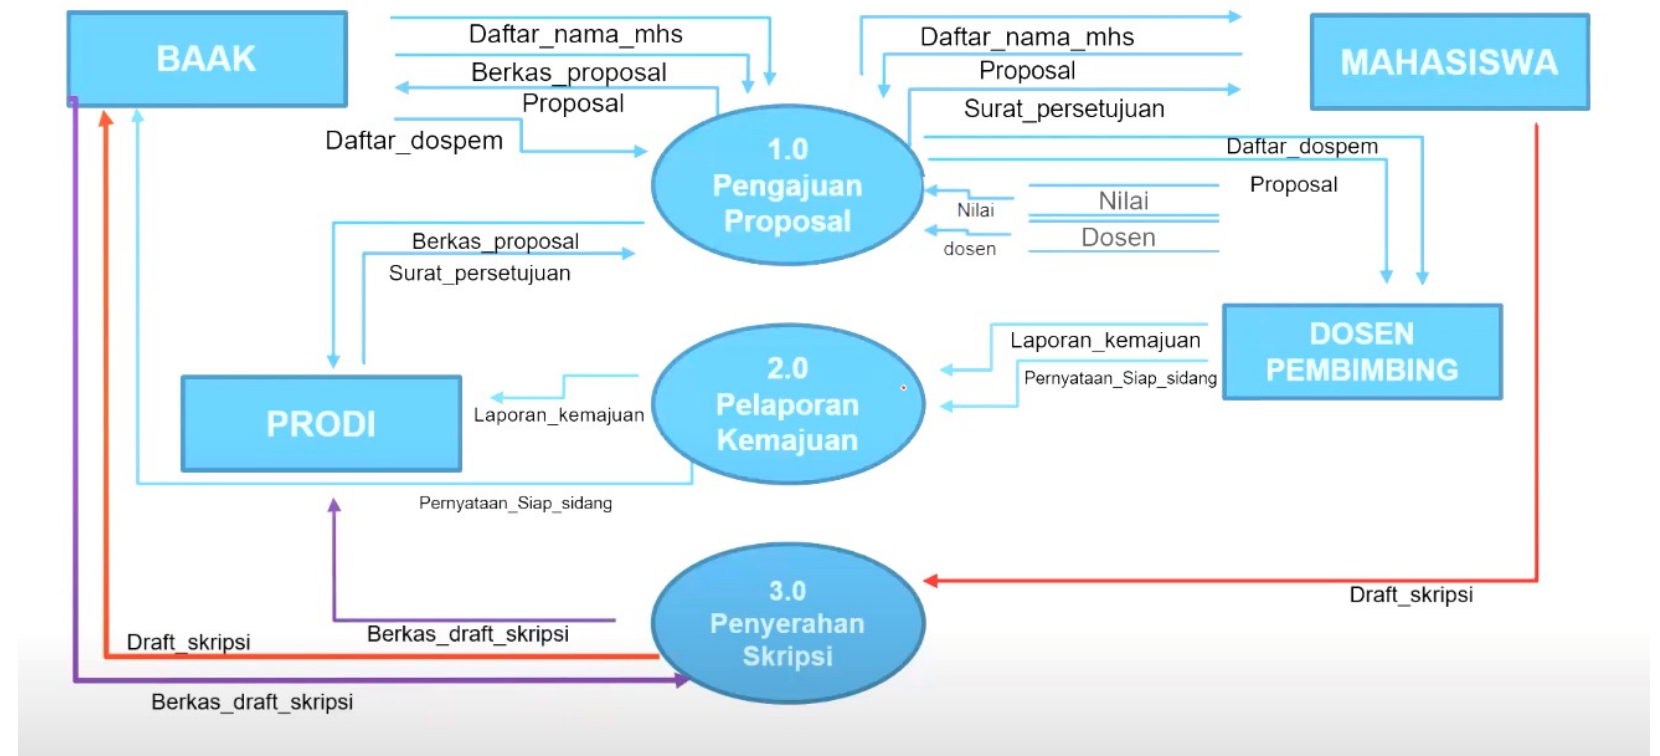 BAAK
Daftar_nama_mhs
Berkas_proposal
Proposal
Daftar_dospem
Daftar_nama_mhs
Proposal
Surat_persetujuan
MAHASISWA
1.0
Pengajuan
Proposal
Daftar_dospem
Proposal
Nilai
Nilai
dosen
Dosen
Berkas_proposal
Surat_persetujuan
DOSEN
PEMBIMBING
Laporan_kemajuan
Pernyataan_Siap_sidang
2.0
Pelaporan
Kemajuan
PRODI
Laporan_kemajuan
Pernyataan_Siap_sidang
3.0
Penyerahan
Skripsi
Draft_skripsi
Berkas_draft_skripsi
Draft_skripsi
Berkas_draft_skripsi